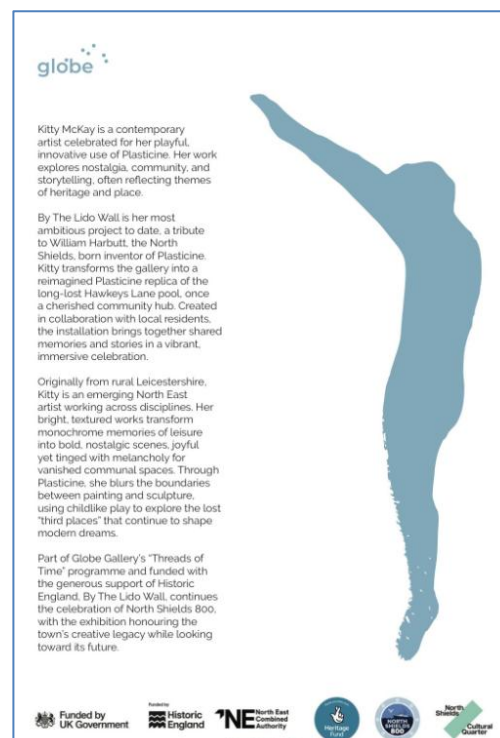 globe
Kitty McKay is a contemporary
artist celebrated for her playful,
innovative use of Plasticine. Her work
explores nostalgia, community, and
storytelling, often reflecting themes
of heritage and place.
By The Lido Wall is her most
ambitious project to date, a tribute
to William Harbutt, the North
Shields, born inventor of Plasticine.
Kitty transforms the gallery into a
reimagined Plasticine replica of the
long-lost Hawkeys Lane pool, once
a cherished community hub. Created
in collaboration with local residents,
the installation brings together shared
memories and stories in a vibrant,
immersive celebration.
Originally from rural Leicestershire,
Kitty is an emerging North East
artist working across disciplines. Her
bright, textured works transform
monochrome memories of leisure
into bold, nostalgic scenes, joyful
yet tinged with melancholy for
vanished communal spaces. Through
Plasticine, she blurs the boundaries
between painting and sculpture,
using childlike play to explore the lost
"third places" that continue to shape
modern dreams.
Part of Globe Gallery's "Threads of
Time" programme and funded with
the generous support of Historic
England, By The Lido Wall, continues
the celebration of North Shields 800,
with the exhibition honouring the
town's creative legacy while looking
toward its future.
Funded by
UK Government
Funded by
Historic
England
NE North East
Combined
Authority
Heritage
Fund
NORTH
SHIELDS
800
North
Shields
Cultural
Quarter